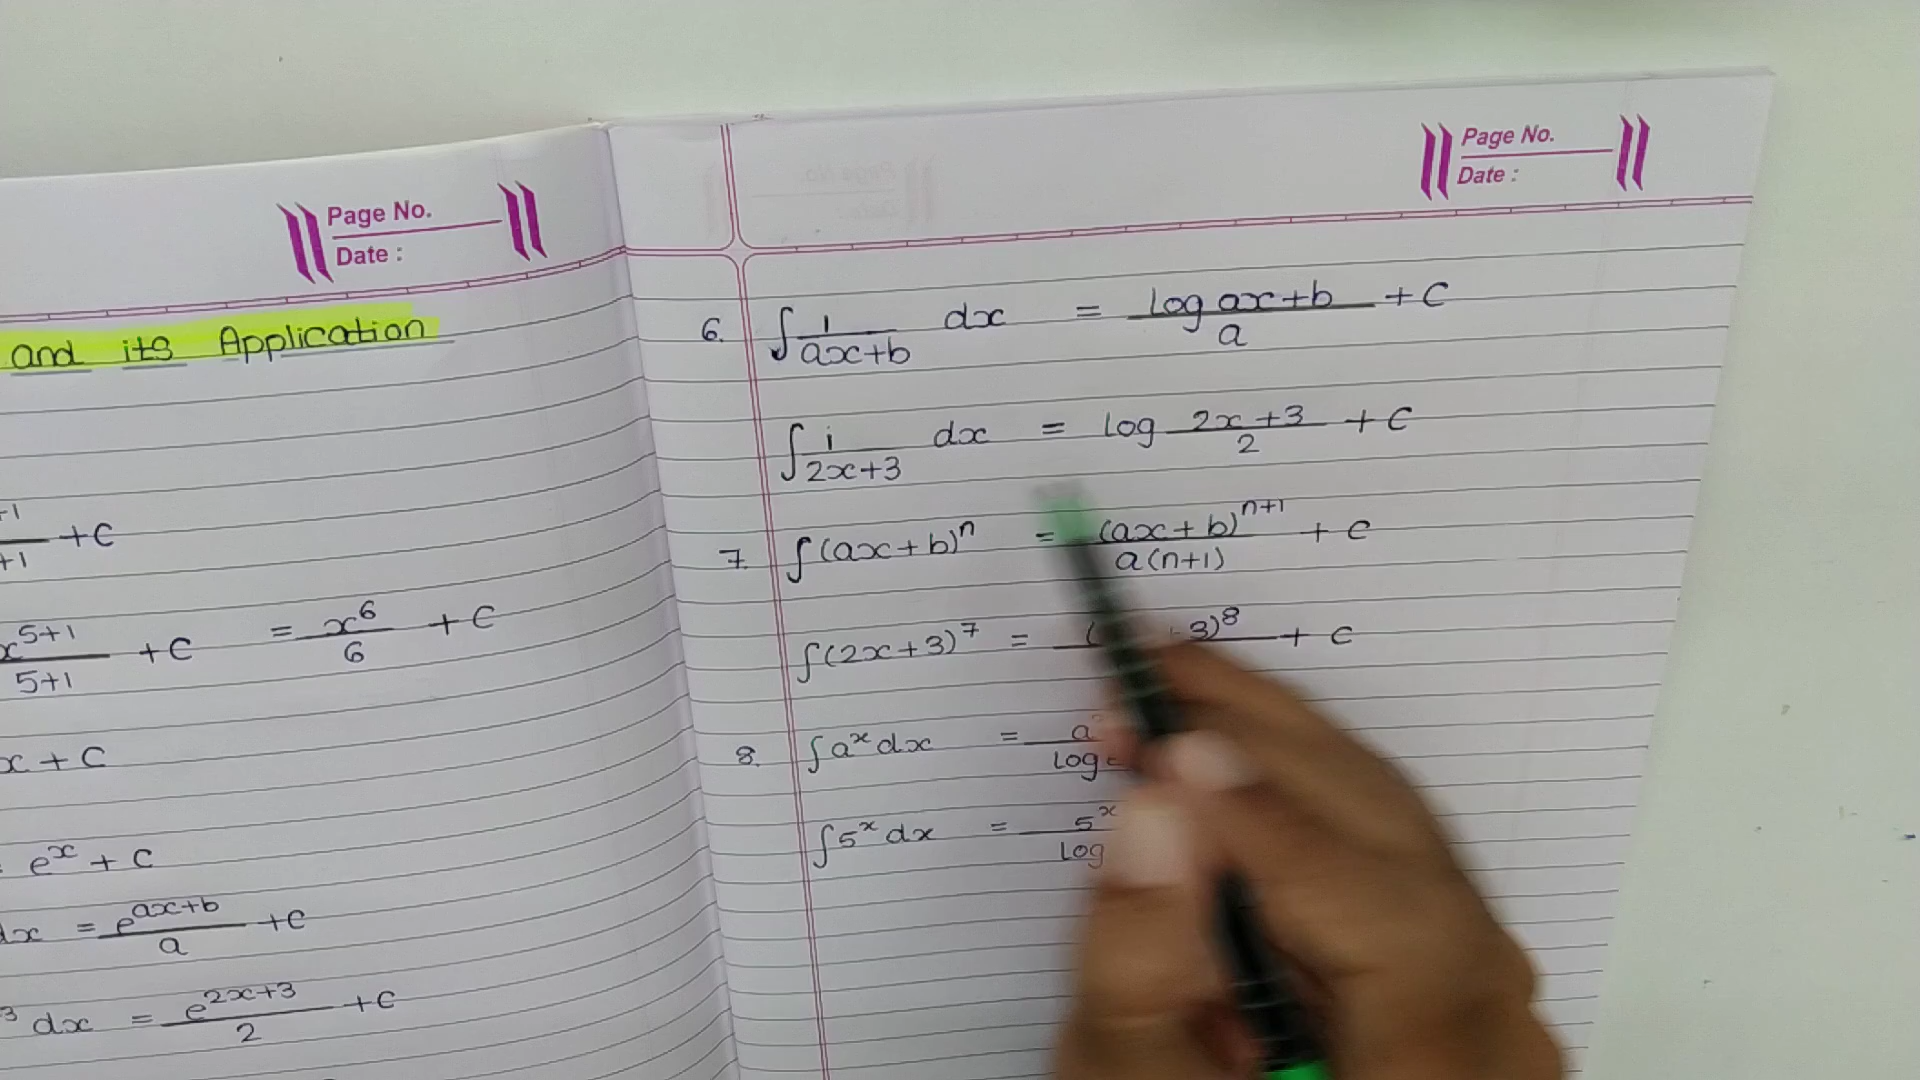 Page No.
Date :
and its Application
+1
+1
+C
x^5+1/5+1 +C = x^6/6 +C
x + C
= e^x + C
dx = e^ax+b/a +C
3 dx = e^2x+3/2 +C
Page No.
Date :
6. ∫1/ax+b dx = log ax+b/a +C
∫1/2x+3 dx = log 2x+3/2 +C
7. ∫(ax+b)^n = (ax+b)^n+1/a(n+1) + C
∫(2x+3)^7 = ( +3)^8 + C
8. ∫a^x dx = a/log
∫5^x dx = 5^x/log